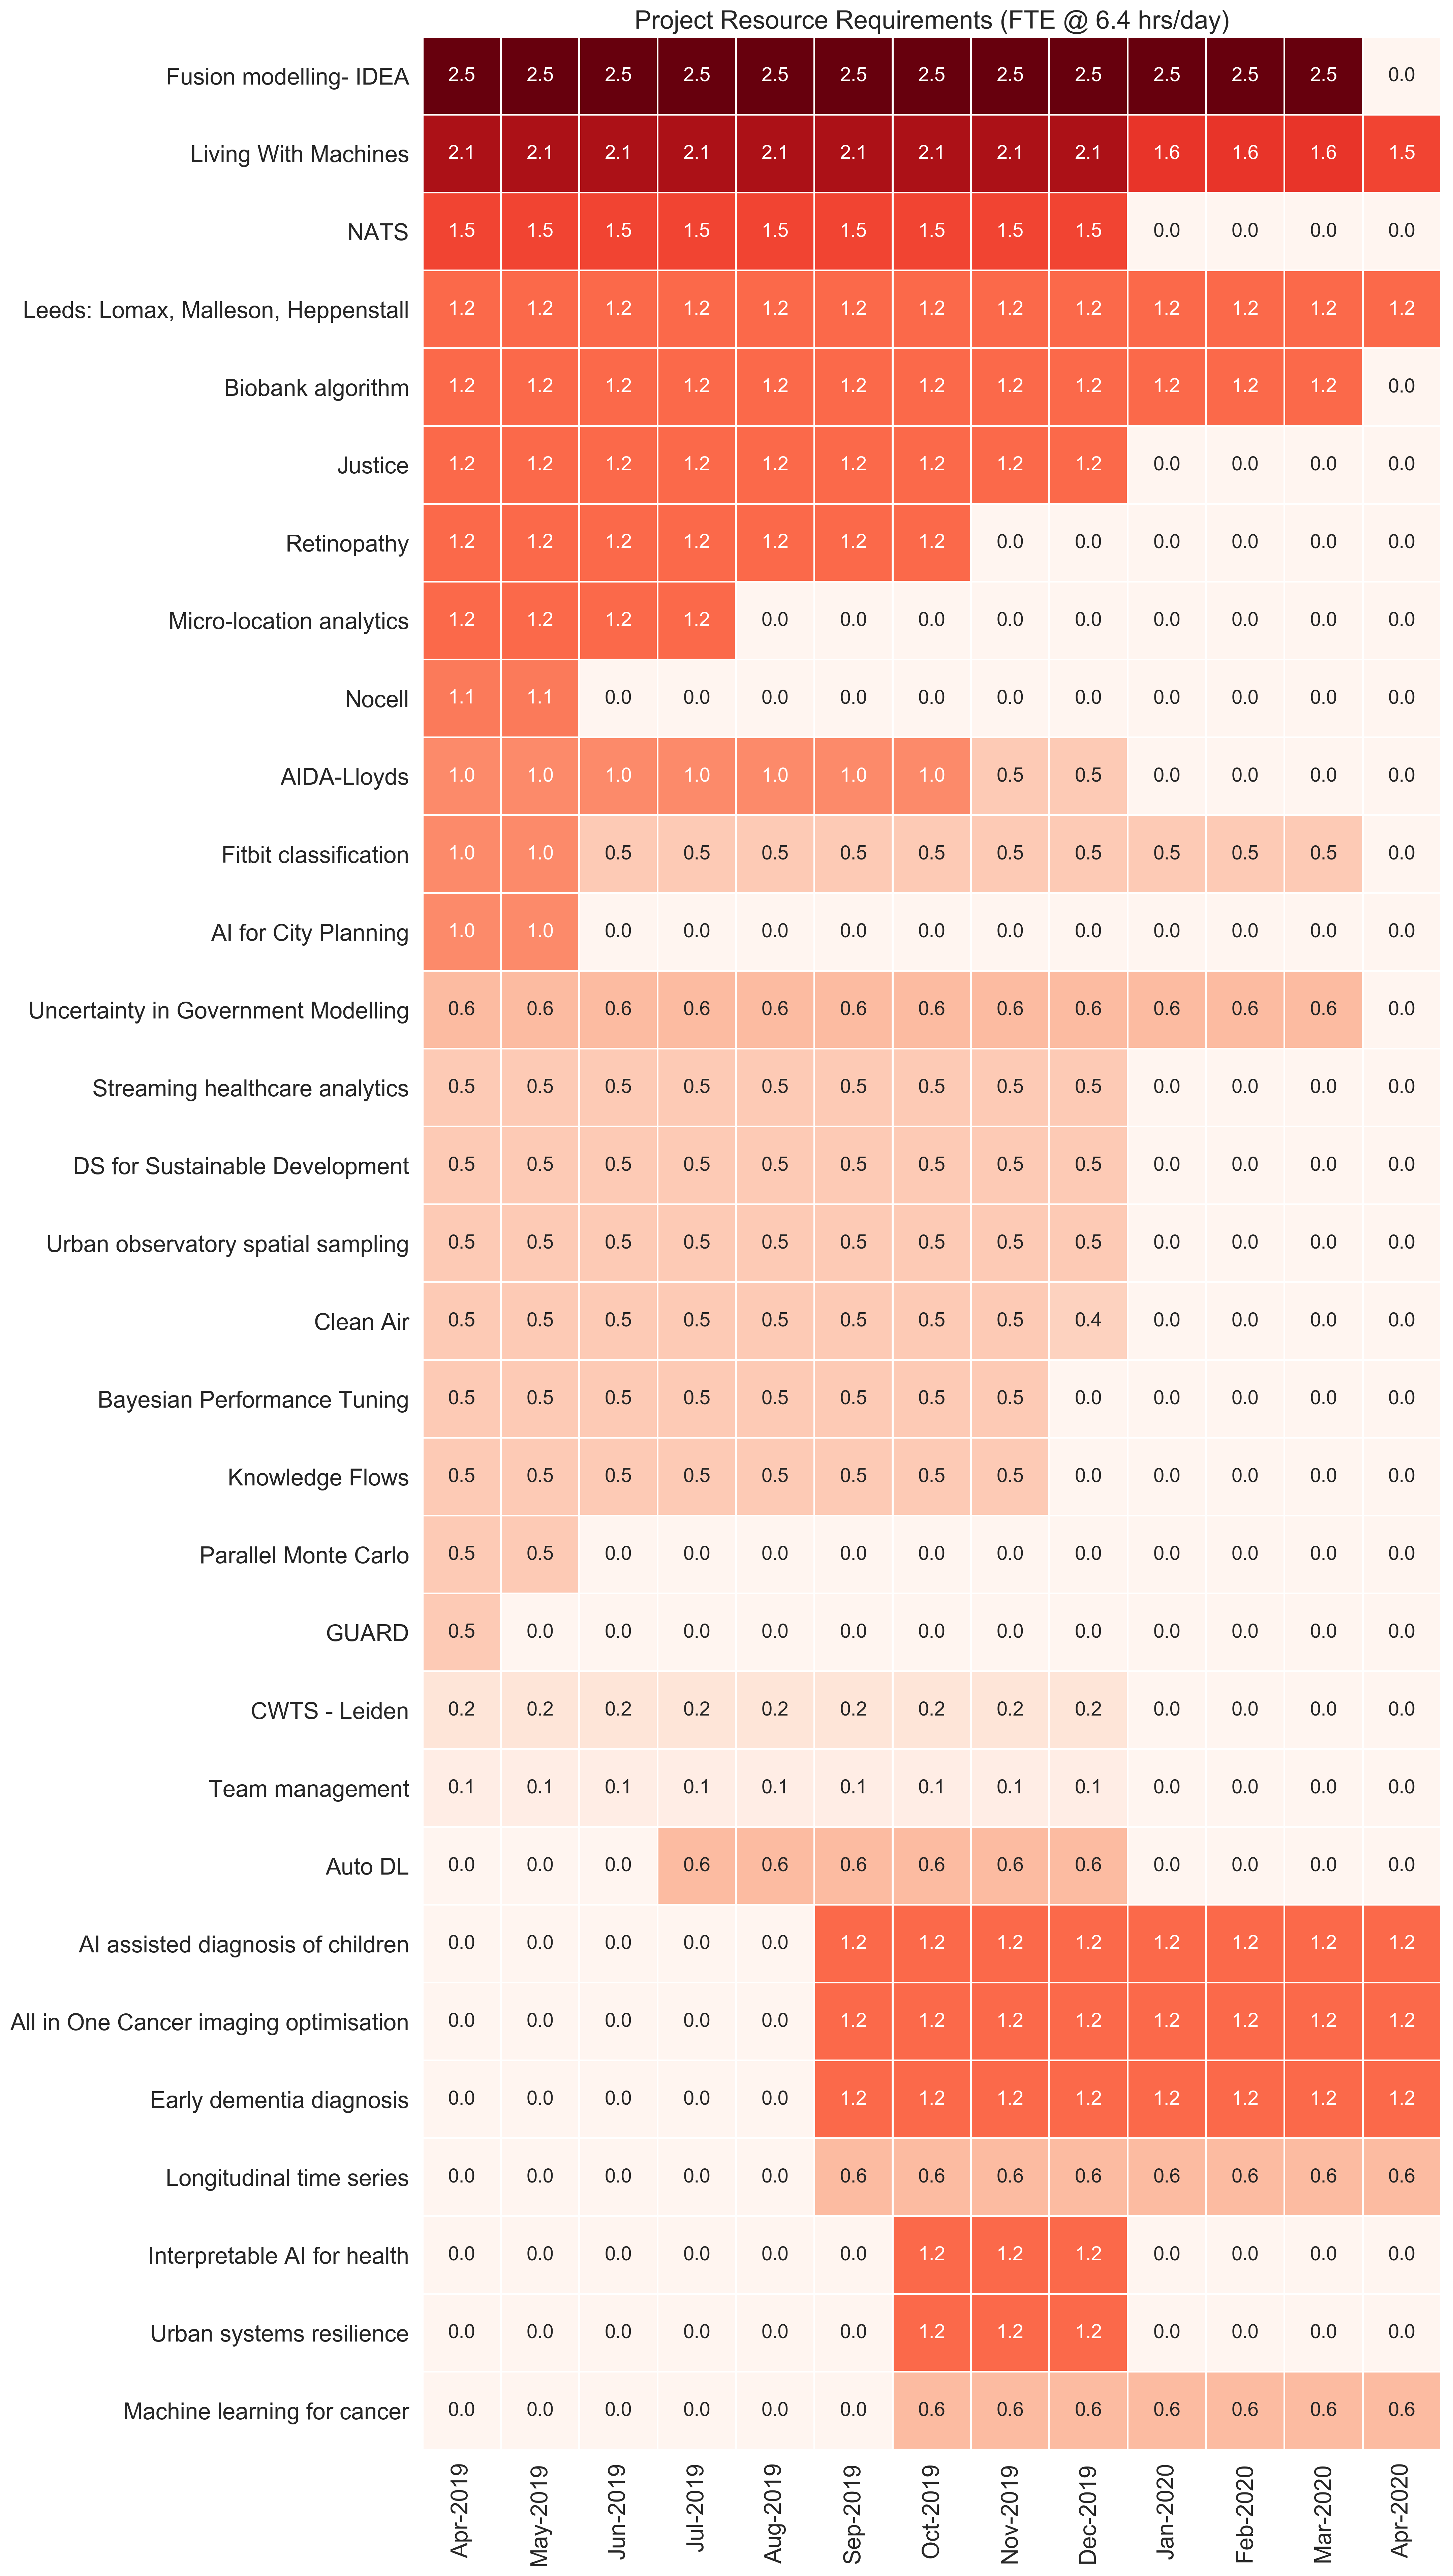 Project Resource Requirements (FTE @ 6.4 hrs/day)
Fusion modelling- IDEA 2.5 2.5 2.5 2.5 2.5 2.5 2.5 2.5 2.5 2.5 2.5 2.5 0.0
Living With Machines 2.1 2.1 2.1 2.1 2.1 2.1 2.1 2.1 2.1 1.6 1.6 1.6 1.5
NATS 1.5 1.5 1.5 1.5 1.5 1.5 1.5 1.5 1.5 0.0 0.0 0.0 0.0
Leeds: Lomax, Malleson, Heppenstall 1.2 1.2 1.2 1.2 1.2 1.2 1.2 1.2 1.2 1.2 1.2 1.2 1.2
Biobank algorithm 1.2 1.2 1.2 1.2 1.2 1.2 1.2 1.2 1.2 1.2 1.2 1.2 0.0
Justice 1.2 1.2 1.2 1.2 1.2 1.2 1.2 1.2 1.2 0.0 0.0 0.0 0.0
Retinopathy 1.2 1.2 1.2 1.2 1.2 1.2 1.2 0.0 0.0 0.0 0.0 0.0 0.0
Micro-location analytics 1.2 1.2 1.2 1.2 0.0 0.0 0.0 0.0 0.0 0.0 0.0 0.0 0.0
Nocell 1.1 1.1 0.0 0.0 0.0 0.0 0.0 0.0 0.0 0.0 0.0 0.0 0.0
AIDA-Lloyds 1.0 1.0 1.0 1.0 1.0 1.0 1.0 0.5 0.5 0.0 0.0 0.0 0.0
Fitbit classification 1.0 1.0 0.5 0.5 0.5 0.5 0.5 0.5 0.5 0.5 0.5 0.5 0.0
AI for City Planning 1.0 1.0 0.0 0.0 0.0 0.0 0.0 0.0 0.0 0.0 0.0 0.0 0.0
Uncertainty in Government Modelling 0.6 0.6 0.6 0.6 0.6 0.6 0.6 0.6 0.6 0.6 0.6 0.6 0.0
Streaming healthcare analytics 0.5 0.5 0.5 0.5 0.5 0.5 0.5 0.5 0.5 0.0 0.0 0.0 0.0
DS for Sustainable Development 0.5 0.5 0.5 0.5 0.5 0.5 0.5 0.5 0.5 0.0 0.0 0.0 0.0
Urban observatory spatial sampling 0.5 0.5 0.5 0.5 0.5 0.5 0.5 0.5 0.5 0.0 0.0 0.0 0.0
Clean Air 0.5 0.5 0.5 0.5 0.5 0.5 0.5 0.5 0.4 0.0 0.0 0.0 0.0
Bayesian Performance Tuning 0.5 0.5 0.5 0.5 0.5 0.5 0.5 0.5 0.0 0.0 0.0 0.0 0.0
Knowledge Flows 0.5 0.5 0.5 0.5 0.5 0.5 0.5 0.5 0.0 0.0 0.0 0.0 0.0
Parallel Monte Carlo 0.5 0.5 0.0 0.0 0.0 0.0 0.0 0.0 0.0 0.0 0.0 0.0 0.0
GUARD 0.5 0.0 0.0 0.0 0.0 0.0 0.0 0.0 0.0 0.0 0.0 0.0 0.0
CWTS - Leiden 0.2 0.2 0.2 0.2 0.2 0.2 0.2 0.2 0.2 0.0 0.0 0.0 0.0
Team management 0.1 0.1 0.1 0.1 0.1 0.1 0.1 0.1 0.1 0.0 0.0 0.0 0.0
Auto DL 0.0 0.0 0.0 0.6 0.6 0.6 0.6 0.6 0.6 0.0 0.0 0.0 0.0
AI assisted diagnosis of children 0.0 0.0 0.0 0.0 0.0 1.2 1.2 1.2 1.2 1.2 1.2 1.2 1.2
All in One Cancer imaging optimisation 0.0 0.0 0.0 0.0 0.0 1.2 1.2 1.2 1.2 1.2 1.2 1.2 1.2
Early dementia diagnosis 0.0 0.0 0.0 0.0 0.0 1.2 1.2 1.2 1.2 1.2 1.2 1.2 1.2
Longitudinal time series 0.0 0.0 0.0 0.0 0.0 0.6 0.6 0.6 0.6 0.6 0.6 0.6 0.6
Interpretable AI for health 0.0 0.0 0.0 0.0 0.0 0.0 1.2 1.2 1.2 0.0 0.0 0.0 0.0
Urban systems resilience 0.0 0.0 0.0 0.0 0.0 0.0 1.2 1.2 1.2 0.0 0.0 0.0 0.0
Machine learning for cancer 0.0 0.0 0.0 0.0 0.0 0.0 0.6 0.6 0.6 0.6 0.6 0.6 0.6
Apr-2019 May-2019 Jun-2019 Jul-2019 Aug-2019 Sep-2019 Oct-2019 Nov-2019 Dec-2019 Jan-2020 Feb-2020 Mar-2020 Apr-2020